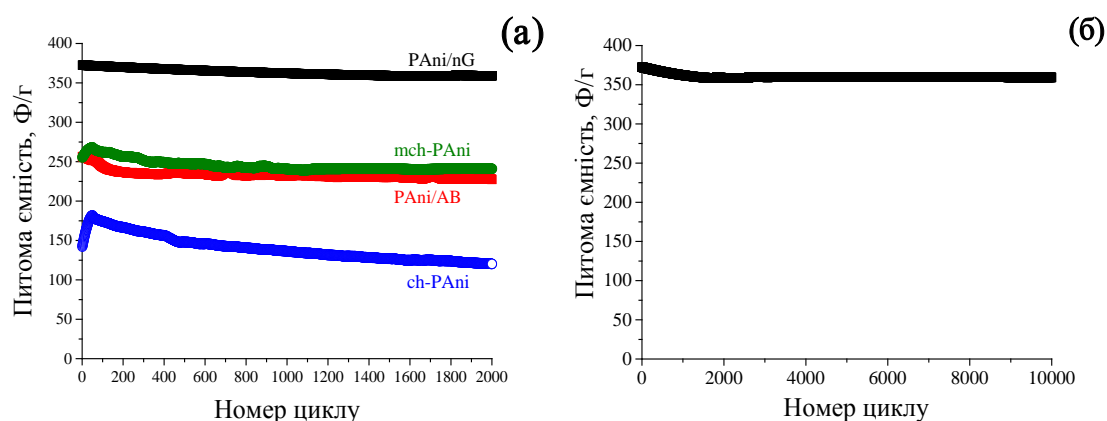 (а)
Питома ємність, Ф/г
400
350
300
250
200
150
100
50
0
PAni/nG
mch-PAni
PAni/AB
ch-PAni
0 200 400 600 800 1000 1200 1400 1600 1800 2000
Номер циклу
(б)
Питома ємність, Ф/г
400
350
300
250
200
150
100
50
0
0 2000 4000 6000 8000 10000
Номер циклу